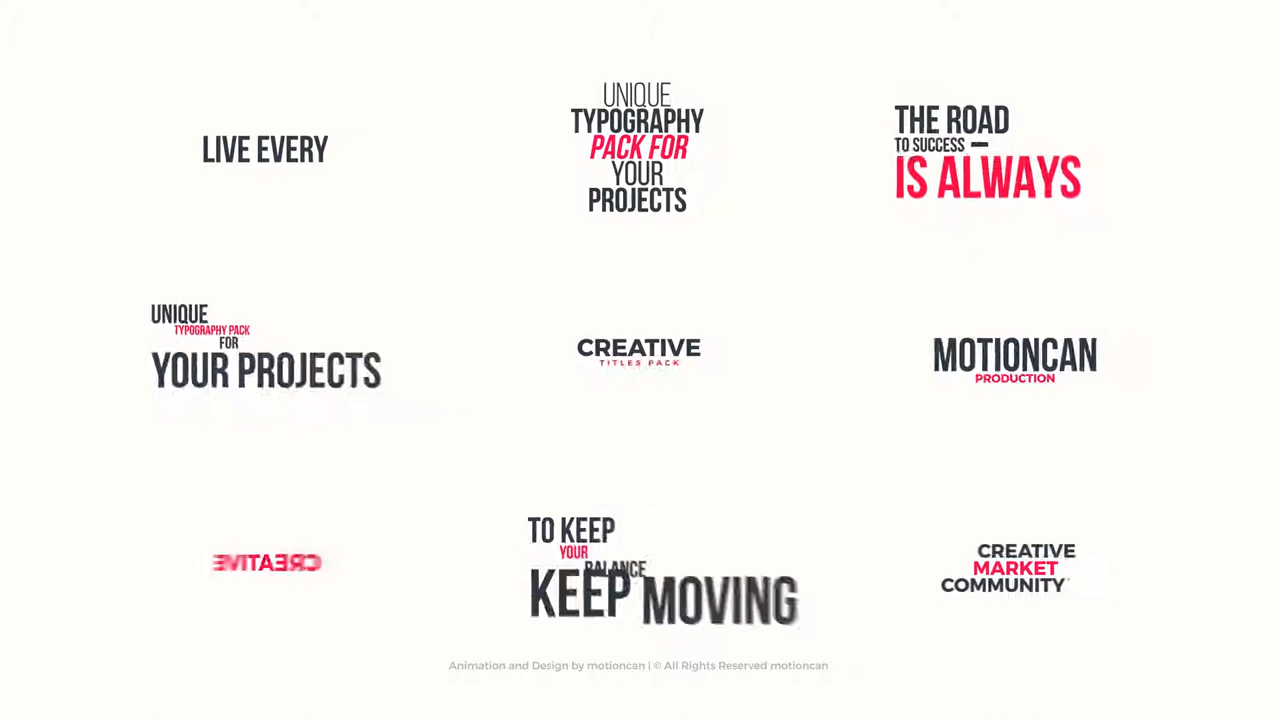 LIVE EVERY
UNIQUE
TYPOGRAPHY
PACK FOR
YOUR
PROJECTS
THE ROAD
TO SUCCESS –
IS ALWAYS
UNIQUE
TYPOGRAPHY PACK
FOR
YOUR PROJECTS
CREATIVE
TITLES PACK
MOTIONCAN
PRODUCTION
CREATIVE
TO KEEP
YOUR
BALANCE
KEEP MOVING
CREATIVE
MARKET
COMMUNITY
Animation and Design by motioncan | © All Rights Reserved motioncan